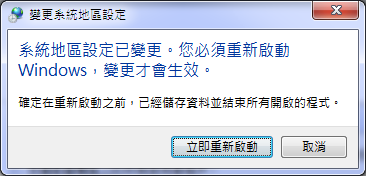 變更系統地區設定
系統地區設定已變更。您必須重新啟動
Windows，變更才會生效。
確定在重新啟動之前，已經儲存資料並結束所有開啟的程式。
立即重新啟動
取消